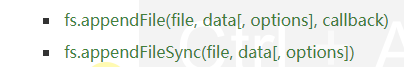 fs.appendFile(file, data[, options], callback)
fs.appendFileSync(file, data[, options])